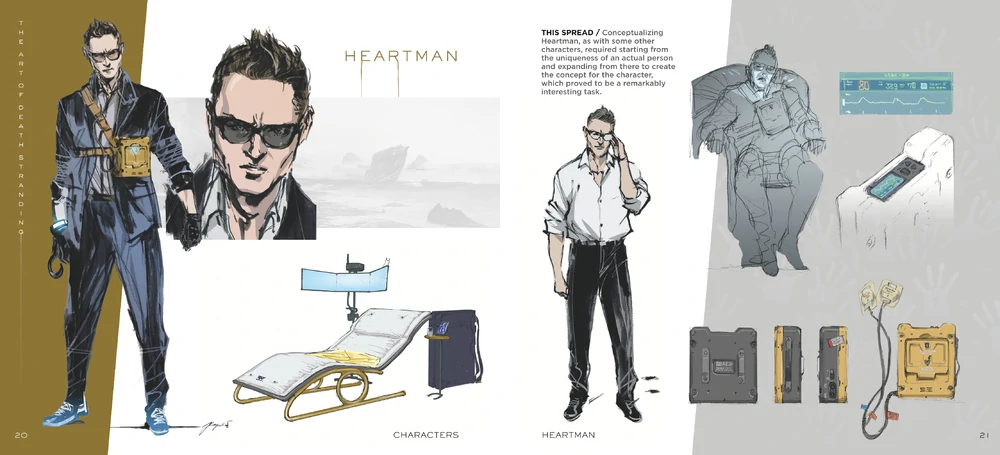 THE ART OF DEATH STRANDING
HEARTMAN
20
CHARACTERS
THIS SPREAD / Conceptualizing
Heartman, as with some other
characters, required starting from
the uniqueness of an actual person
and expanding from there to create
the concept for the character,
which proved to be a remarkably
interesting task.
HEARTMAN
21